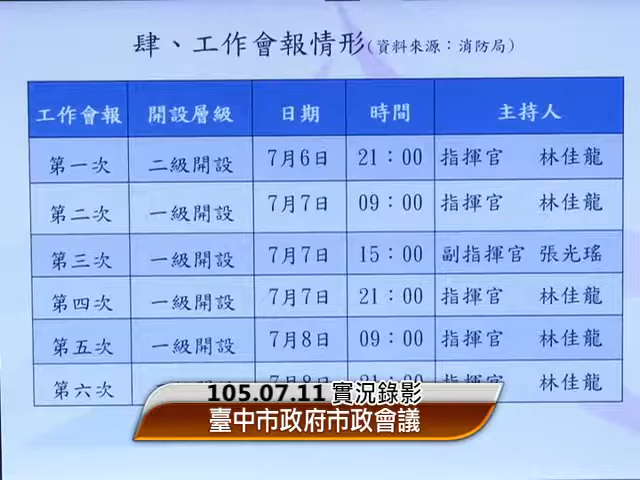 肆、工作會報情形(資料來源：消防局)
工作會報 開設層級 日期 時間 主持人
第一次 二級開設 7月6日 21：00 指揮官 林佳龍
第二次 一級開設 7月7日 09：00 指揮官 林佳龍
第三次 一級開設 7月7日 15：00 副指揮官 張光瑤
第四次 一級開設 7月7日 21：00 指揮官 林佳龍
第五次 一級開設 7月8日 09：00 指揮官 林佳龍
第六次 林佳龍
105.07.11 實況錄影
臺中市政府市政會議